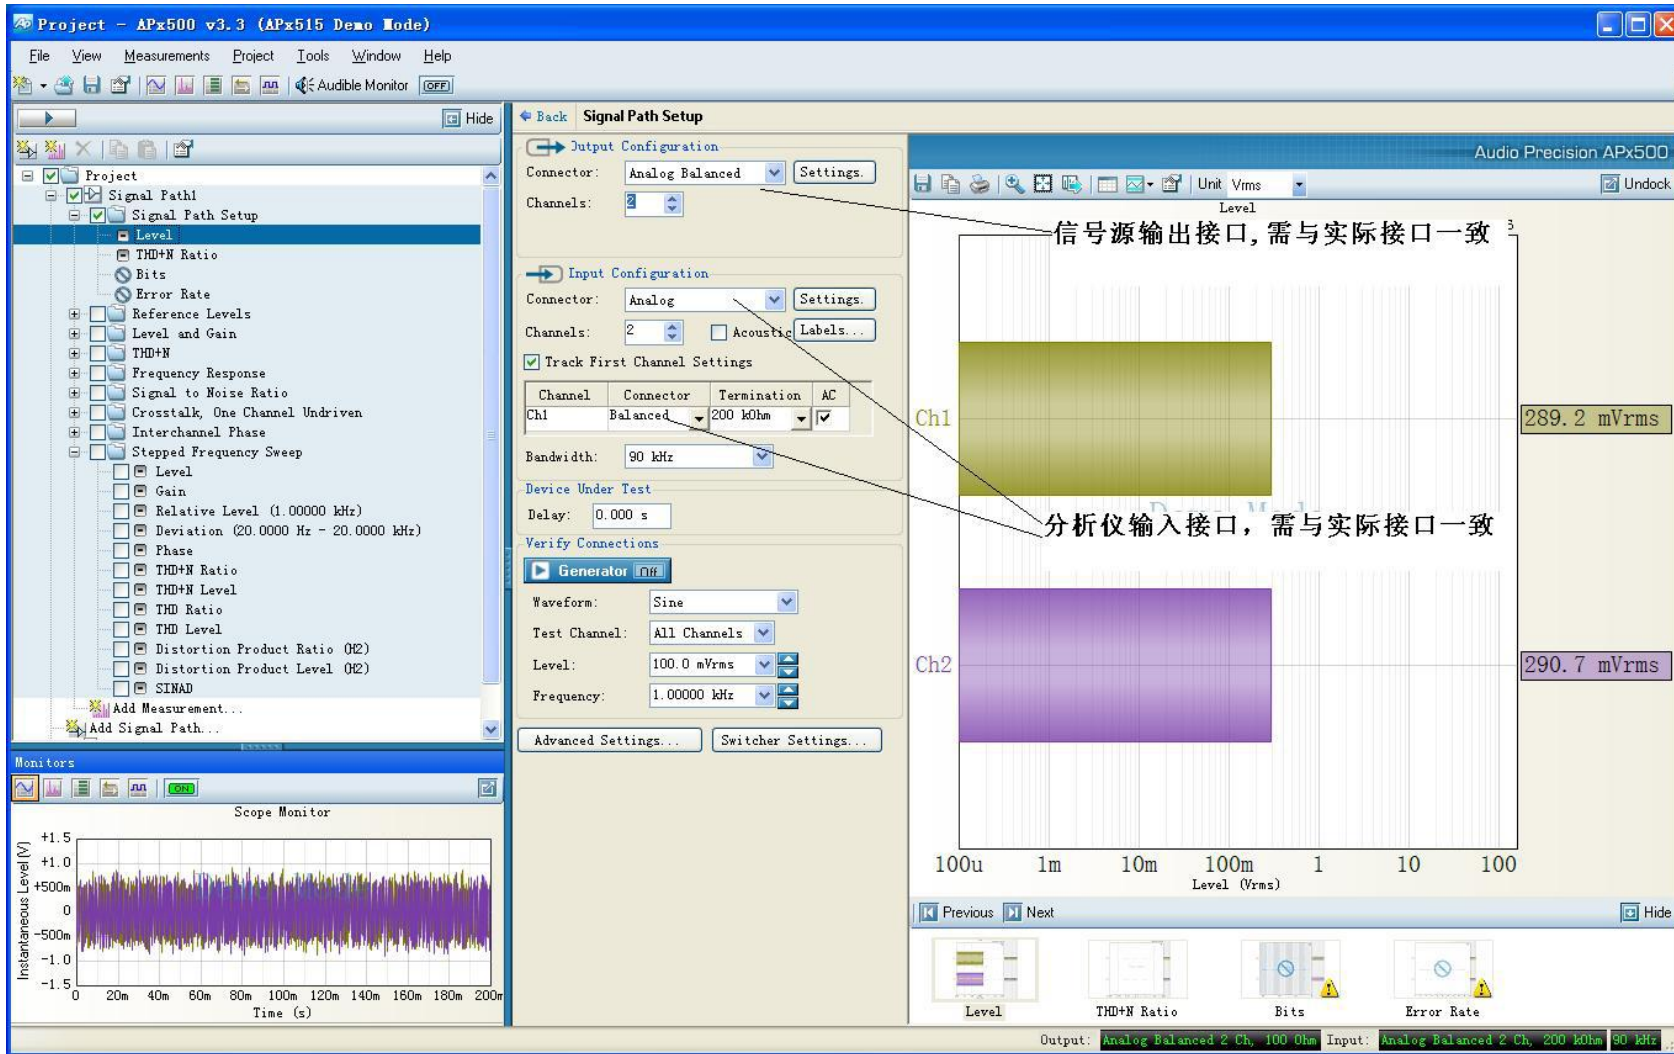 Project - APx500 v3.3 (APx515 Demo Mode)
File View Measurements Project Tools Window Help
Audible Monitor OFF
Hide
Project
Signal Path1
Signal Path Setup
Level
THD+N Ratio
Bits
Error Rate
Reference Levels
Level and Gain
THD+N
Frequency Response
Signal to Noise Ratio
Crosstalk, One Channel Undriven
Interchannel Phase
Stepped Frequency Sweep
Level
Gain
Relative Level (1.00000 kHz)
Deviation (20.0000 Hz - 20.0000 kHz)
Phase
THD+N Ratio
THD+N Level
THD Ratio
THD Level
Distortion Product Ratio (H2)
Distortion Product Level (H2)
SINAD
Add Measurement...
Add Signal Path...
Monitors
ON
Scope Monitor
Instantaneous Level (V)
+1.5
+1.0
+500m
0
-500m
-1.0
-1.5
0 20m 40m 60m 80m 100m 120m 140m 160m 180m 200m
Time (s)
Back Signal Path Setup
Output Configuration
Connector: Analog Balanced Settings.
Channels: 2
Input Configuration
Connector: Analog Settings.
Channels: 2 Acoustic Labels...
Track First Channel Settings
Channel Connector Termination AC
Ch1 Balanced 200 kOhm
Bandwidth: 90 kHz
Device Under Test
Delay: 0.000 s
Verify Connections
Generator Off
Waveform: Sine
Test Channel: All Channels
Level: 100.0 mVrms
Frequency: 1.00000 kHz
Advanced Settings... Switcher Settings...
Audio Precision APx500
Unit Vrms Undock
Level
信号源输出接口,需与实际接口一致
Ch1 289.2 mVrms
Demo Mode
分析仪输入接口，需与实际接口一致
Ch2 290.7 mVrms
100u 1m 10m 100m 1 10 100
Level (Vrms)
Previous Next Hide
Level THD+N Ratio Bits Error Rate
Output: Analog Balanced 2 Ch, 100 Ohm Input: Analog Balanced 2 Ch, 200 kOhm 90 kHz